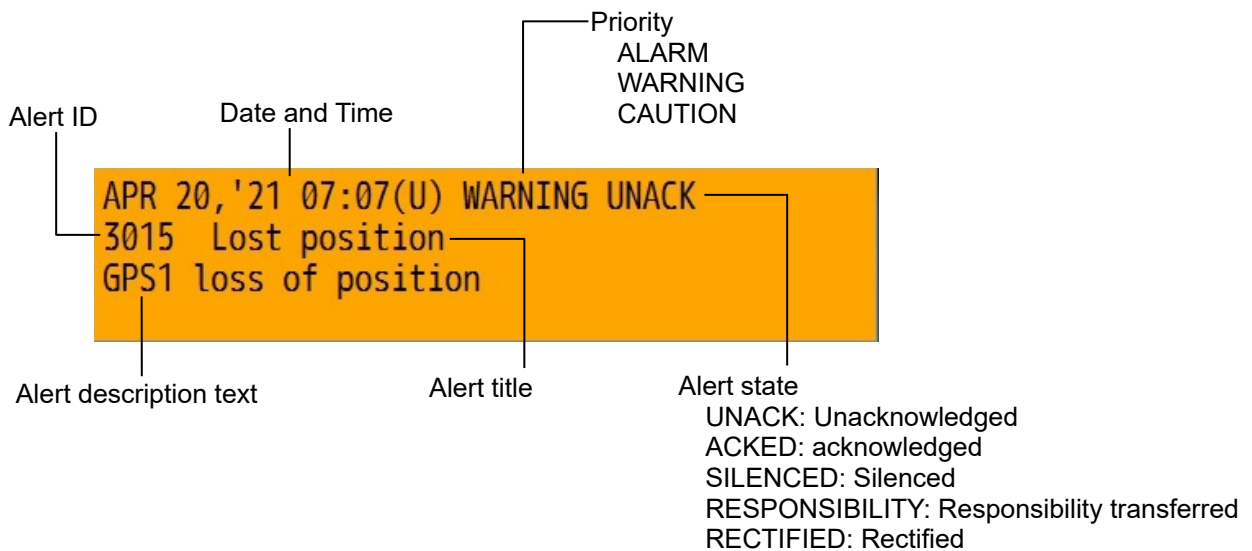 Priority
ALARM
WARNING
CAUTION
Alert ID
Date and Time
APR 20,'21 07:07(U) WARNING UNACK
3015 Lost position
GPS1 loss of position
Alert description text
Alert title
Alert state
UNACK: Unacknowledged
ACKED: acknowledged
SILENCED: Silenced
RESPONSIBILITY: Responsibility transferred
RECTIFIED: Rectified